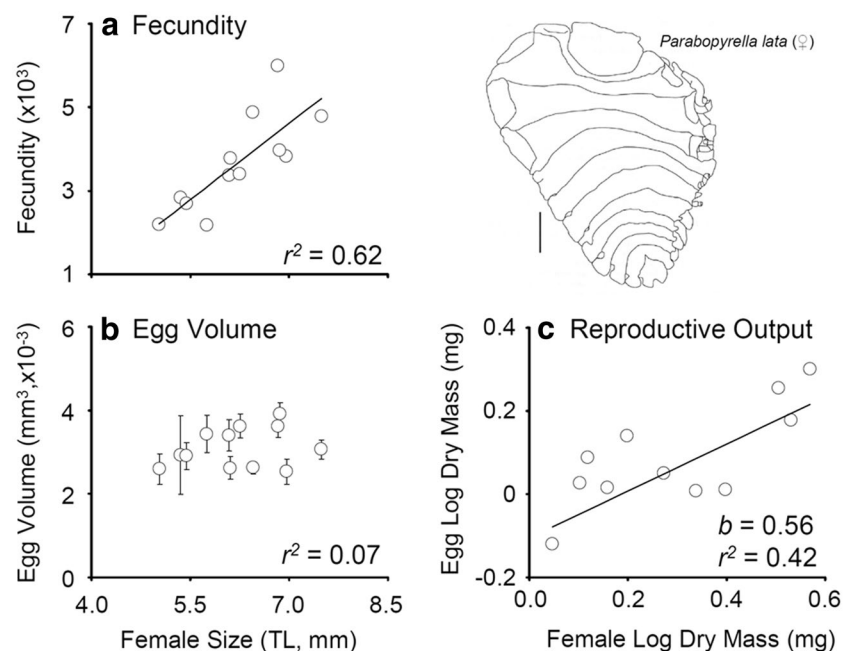 a Fecundity
Fecundity (x10³)
7
5
3
1
r² = 0.62
Parabopyrella lata (♀)
b Egg Volume
Egg Volume (mm³,x10⁻³)
6
4
2
0
r² = 0.07
4.0 5.5 7.0 8.5
Female Size (TL, mm)
c Reproductive Output
Egg Log Dry Mass (mg)
0.4
0.2
0
-0.2
b = 0.56
r² = 0.42
0.0 0.2 0.4 0.6
Female Log Dry Mass (mg)